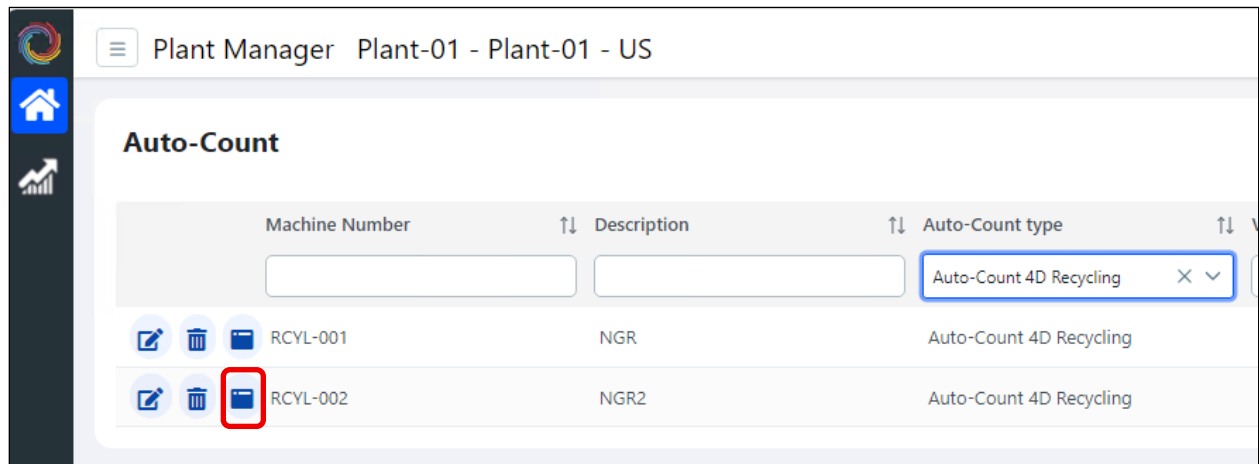 Plant Manager Plant-01 - Plant-01 - US
Auto-Count
Machine Number Description Auto-Count type
Auto-Count 4D Recycling
RCYL-001 NGR Auto-Count 4D Recycling
RCYL-002 NGR2 Auto-Count 4D Recycling